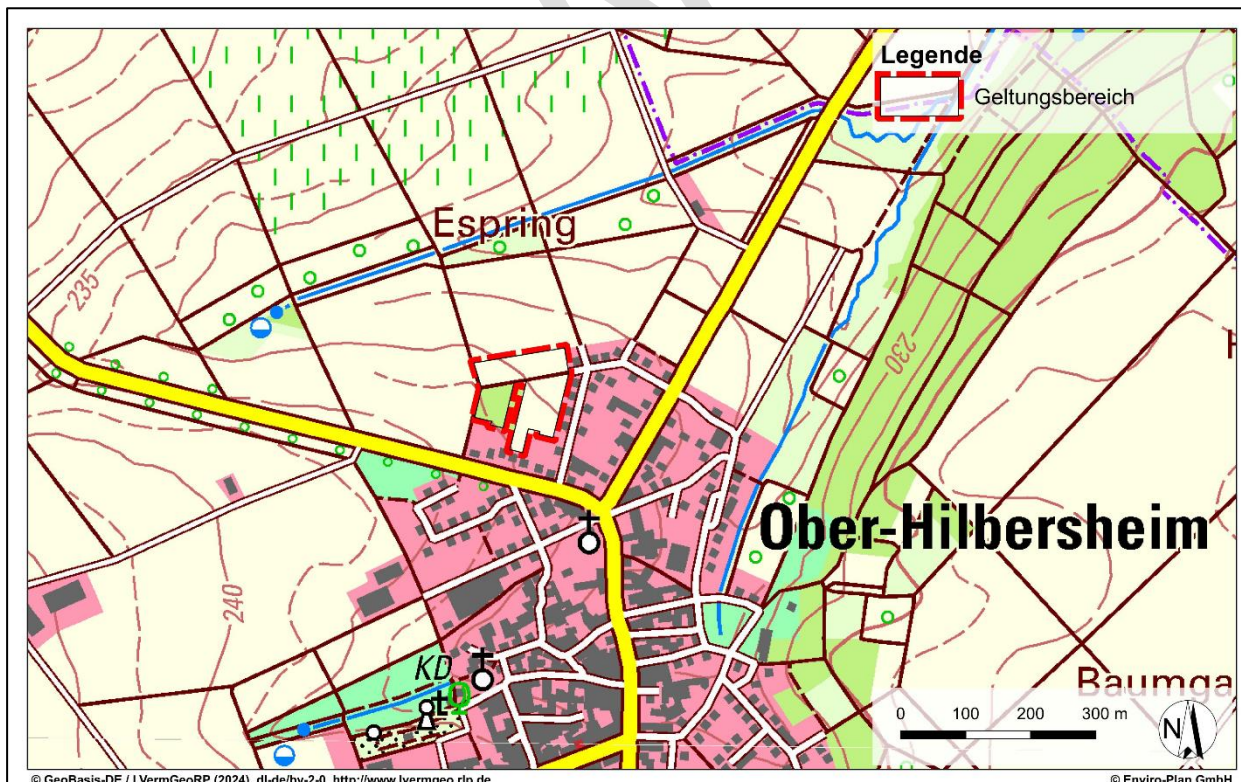 Legende
Geltungsbereich
Espring
235
230
Ober-Hilbersheim
240
KD
Baumga
0 100 200 300 m
N
© GeoBasis-DE / LVermGeoRP (2024), dl-de/by-2-0, http://www.lvermgeo.rlp.de
© Enviro-Plan GmbH